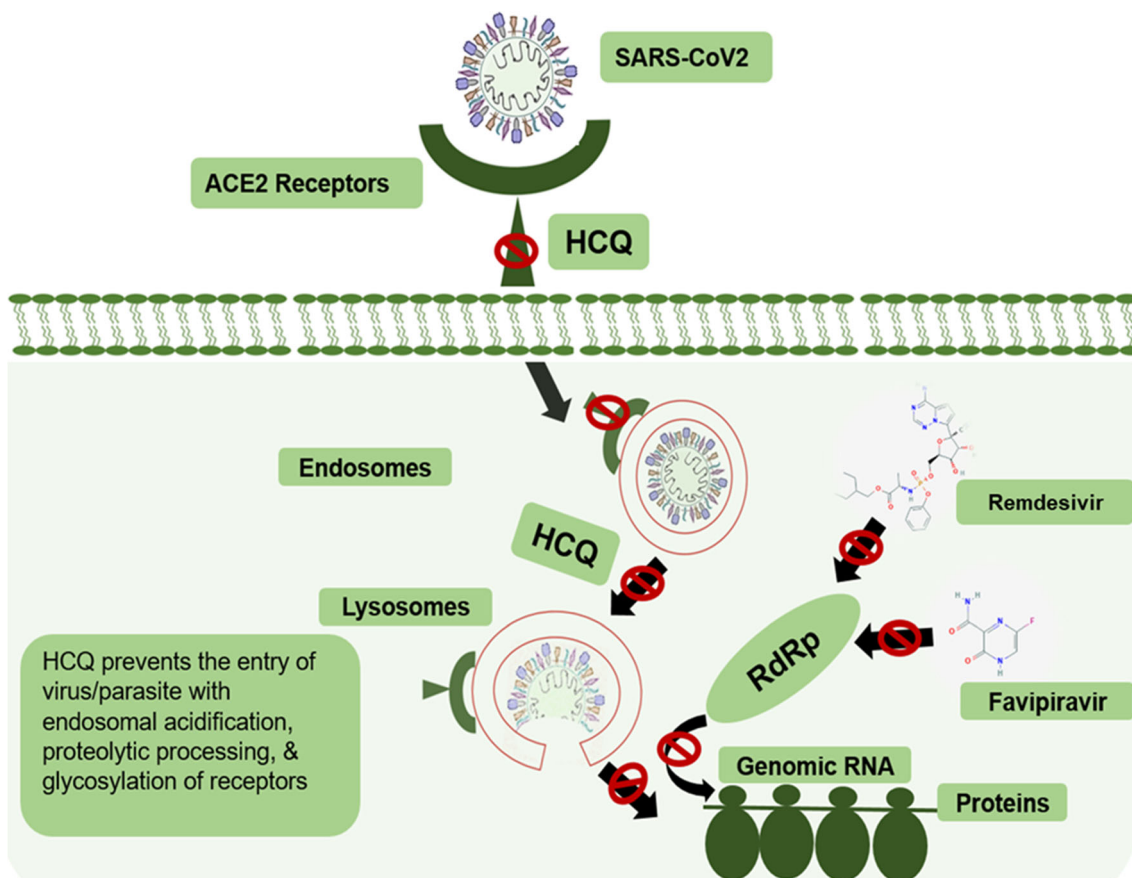 SARS-CoV2
ACE2 Receptors
HCQ
Endosomes
Remdesivir
HCQ
Lysosomes
RdRp
HCQ prevents the entry of
virus/parasite with
endosomal acidification,
proteolytic processing, &
glycosylation of receptors
Favipiravir
Genomic RNA
Proteins